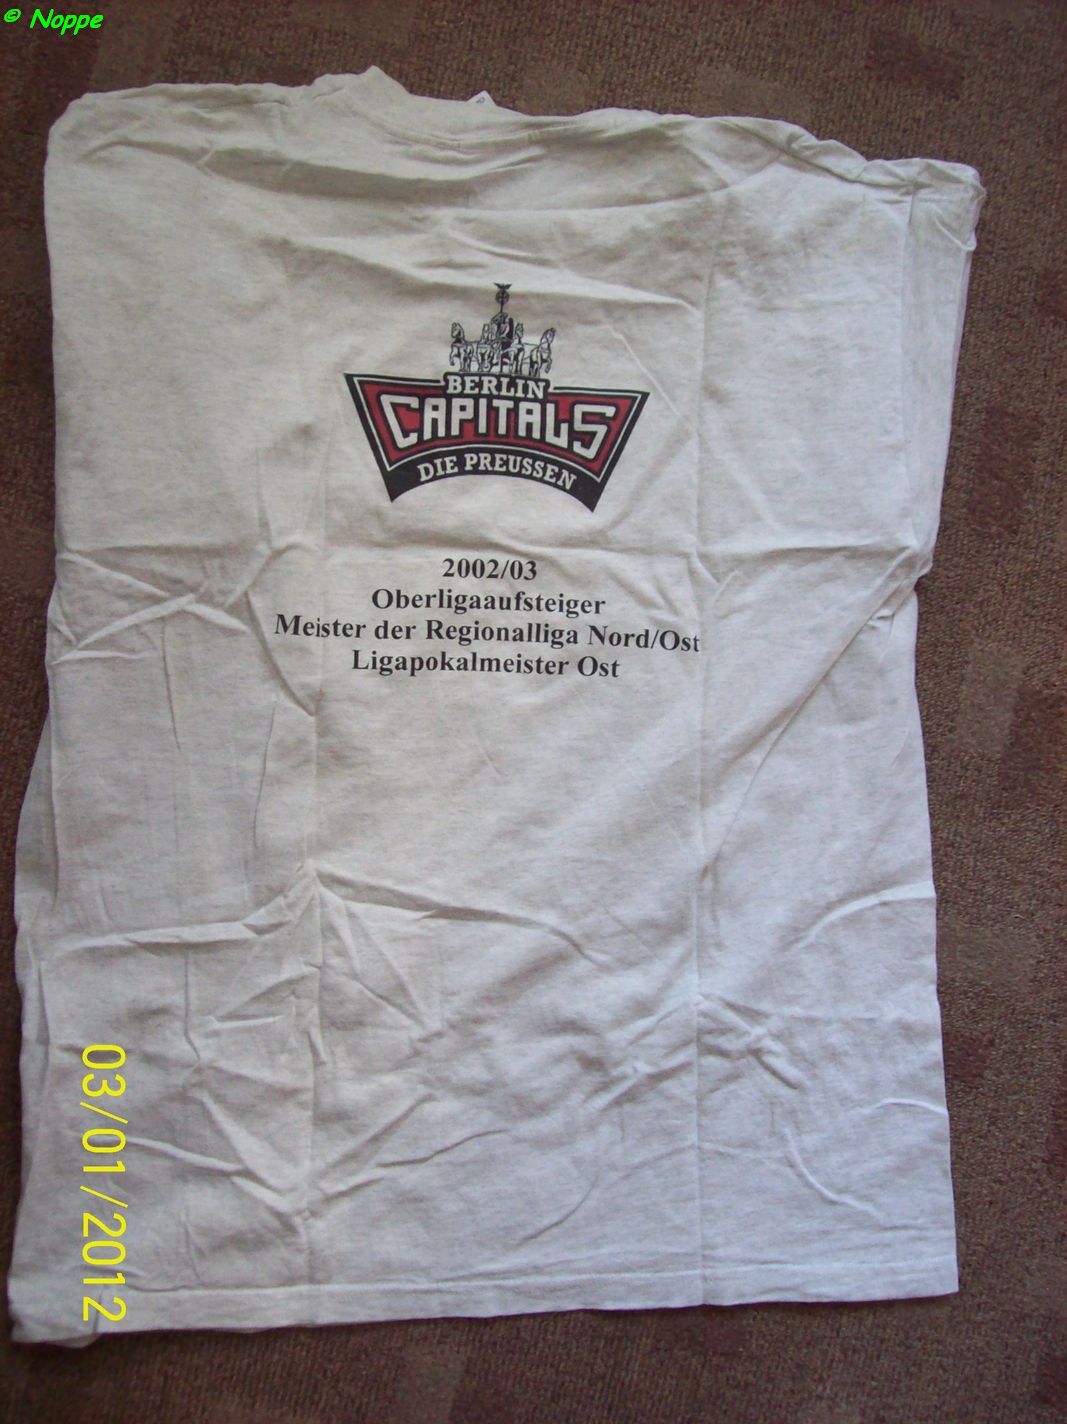 © Noppe
BERLIN
CAPITALS
DIE PREUSSEN
2002/03
Oberligaaufsteiger
Meister der Regionalliga Nord/Ost
Ligapokalmeister Ost
03/01/2012